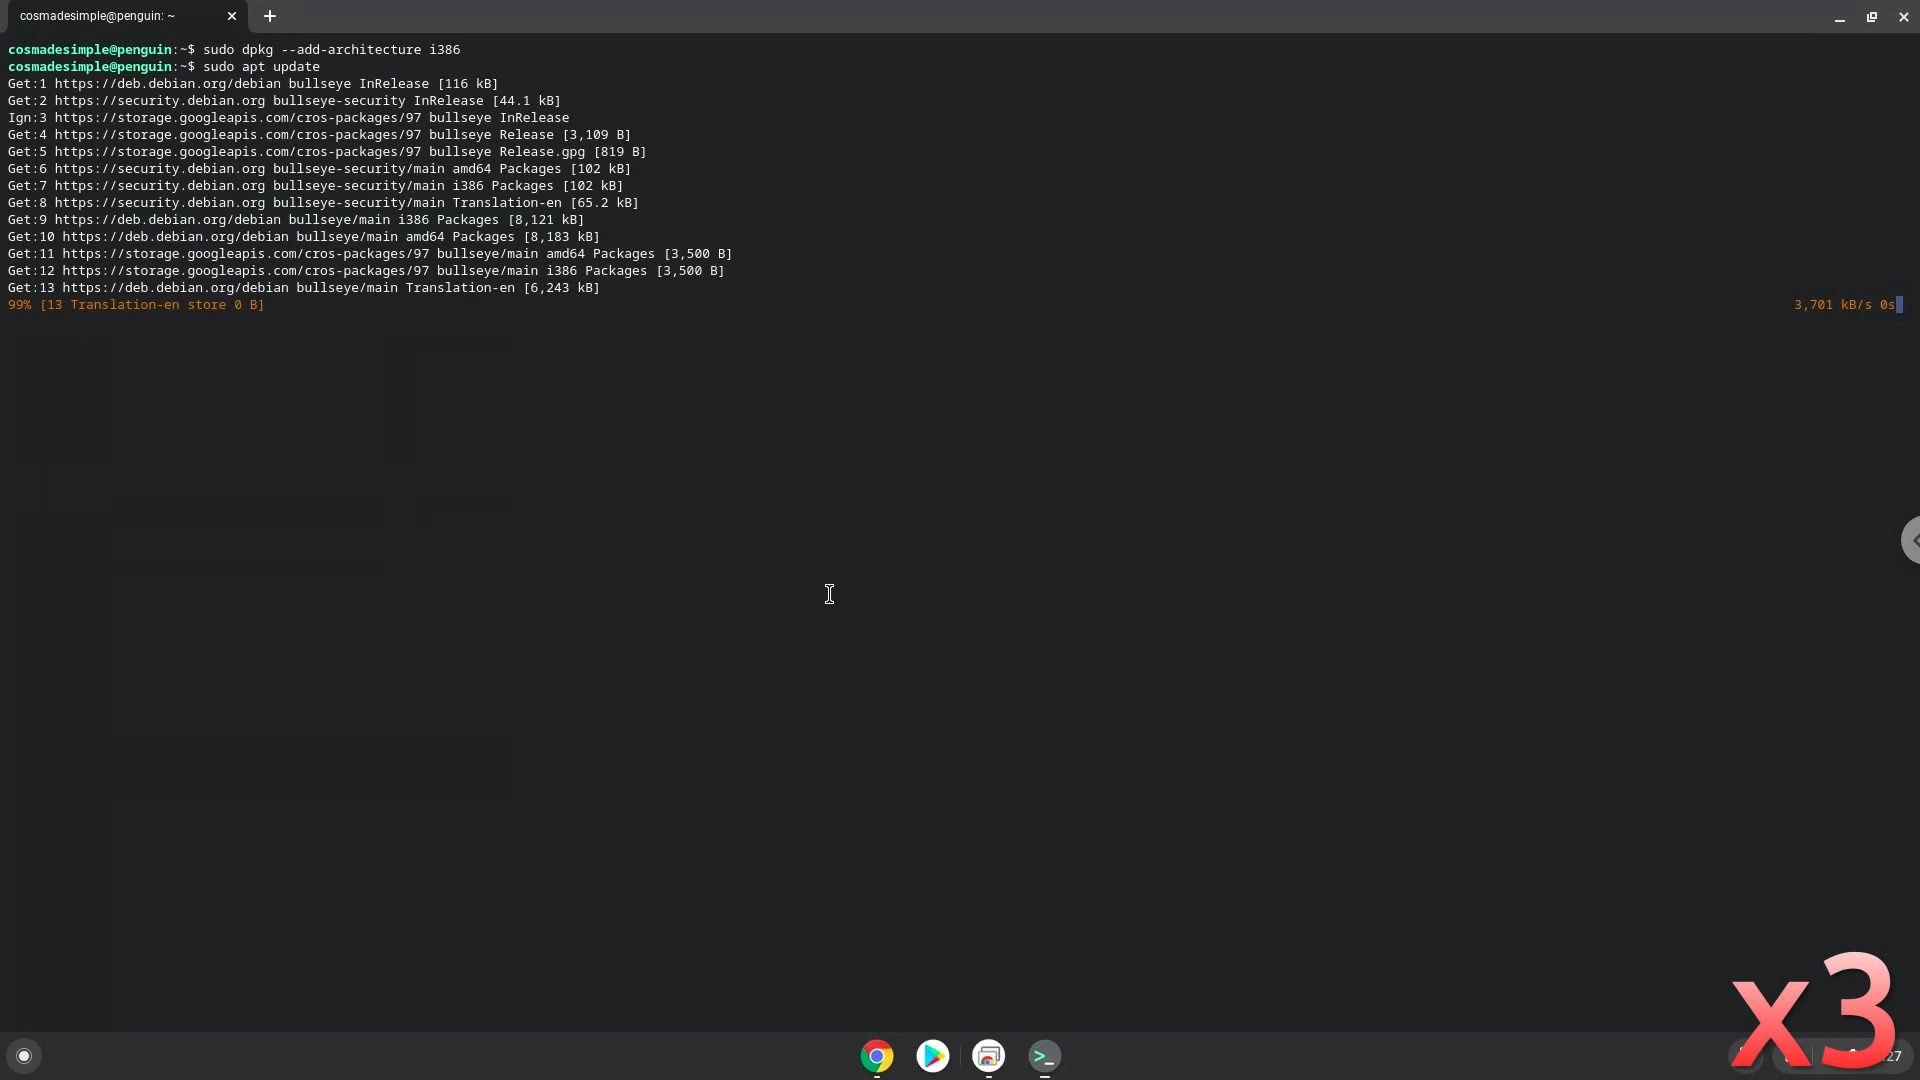 cosmadesimple@penguin: ~
cosmadesimple@penguin:~$ sudo dpkg --add-architecture i386
cosmadesimple@penguin:~$ sudo apt update
Get:1 https://deb.debian.org/debian bullseye InRelease [116 kB]
Get:2 https://security.debian.org bullseye-security InRelease [44.1 kB]
Ign:3 https://storage.googleapis.com/cros-packages/97 bullseye InRelease
Get:4 https://storage.googleapis.com/cros-packages/97 bullseye Release [3,109 B]
Get:5 https://storage.googleapis.com/cros-packages/97 bullseye Release.gpg [819 B]
Get:6 https://security.debian.org bullseye-security/main amd64 Packages [102 kB]
Get:7 https://security.debian.org bullseye-security/main i386 Packages [102 kB]
Get:8 https://security.debian.org bullseye-security/main Translation-en [65.2 kB]
Get:9 https://deb.debian.org/debian bullseye/main i386 Packages [8,121 kB]
Get:10 https://deb.debian.org/debian bullseye/main amd64 Packages [8,183 kB]
Get:11 https://storage.googleapis.com/cros-packages/97 bullseye/main amd64 Packages [3,500 B]
Get:12 https://storage.googleapis.com/cros-packages/97 bullseye/main i386 Packages [3,500 B]
Get:13 https://deb.debian.org/debian bullseye/main Translation-en [6,243 kB]
99% [13 Translation-en store 0 B] 3,701 kB/s 0s
x3